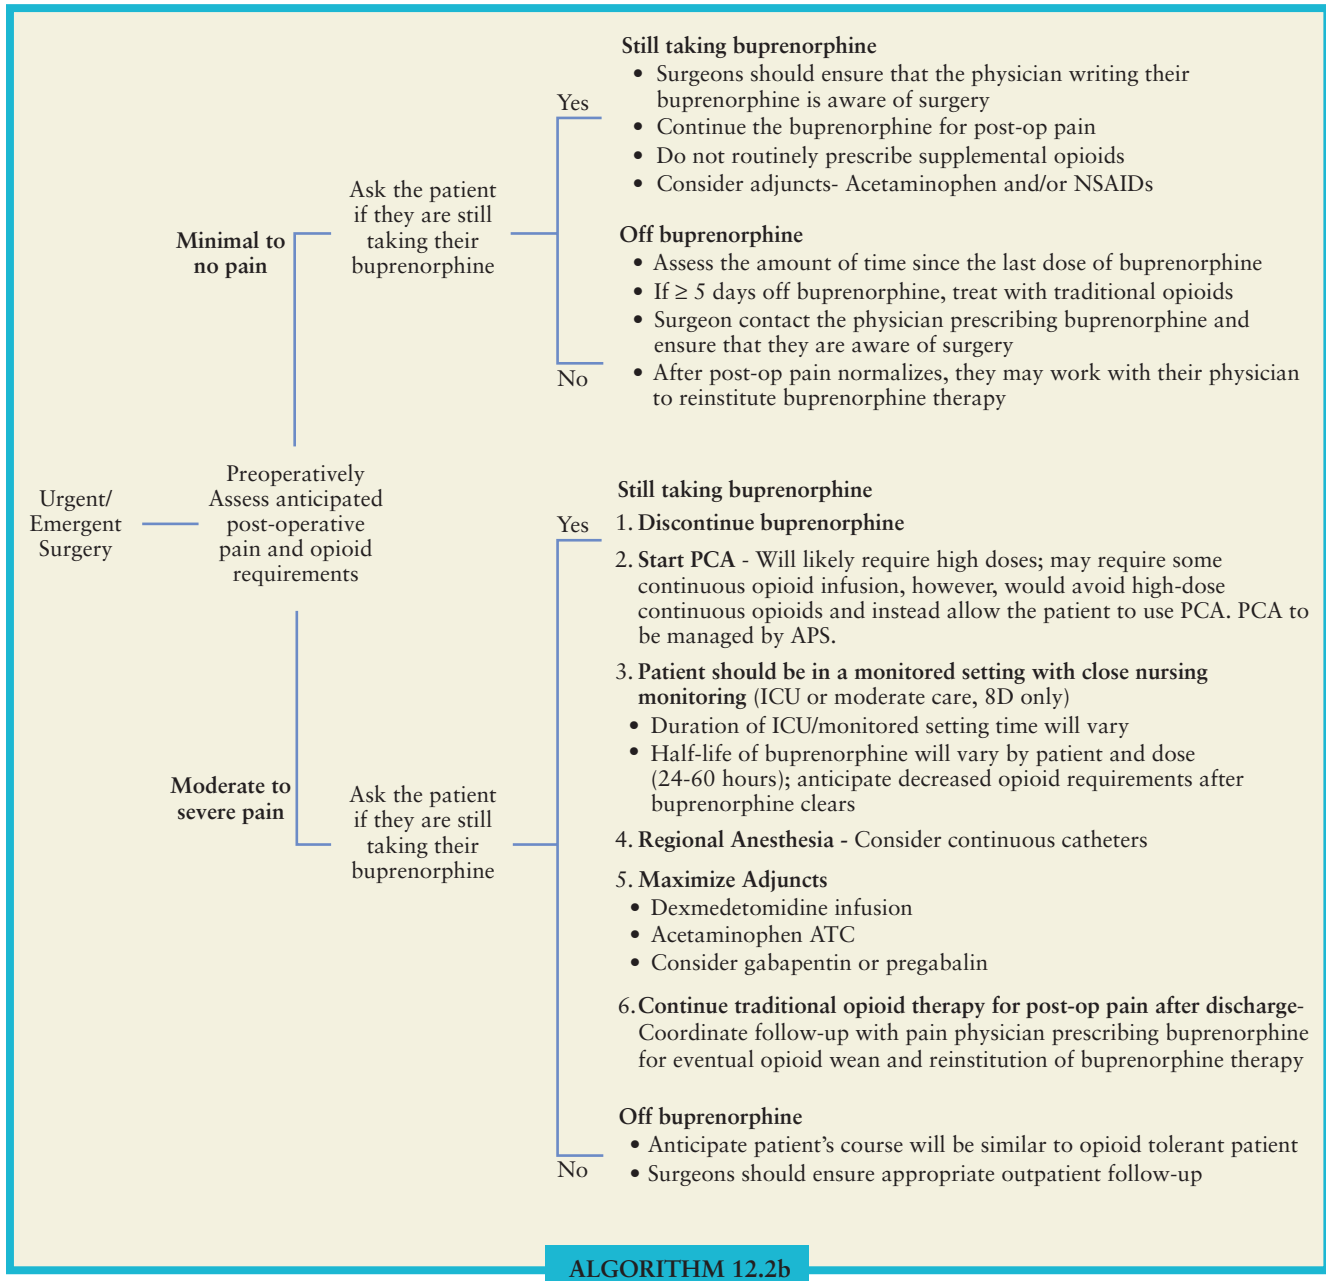 Urgent/
Emergent
Surgery
Preoperatively
Assess anticipated
post-operative
pain and opioid
requirements
Minimal to
no pain
Ask the patient
if they are still
taking their
buprenorphine
Yes
Still taking buprenorphine
• Surgeons should ensure that the physician writing their
buprenorphine is aware of surgery
• Continue the buprenorphine for post-op pain
• Do not routinely prescribe supplemental opioids
• Consider adjuncts- Acetaminophen and/or NSAIDs
No
Off buprenorphine
• Assess the amount of time since the last dose of buprenorphine
• If ≥ 5 days off buprenorphine, treat with traditional opioids
• Surgeon contact the physician prescribing buprenorphine and
ensure that they are aware of surgery
• After post-op pain normalizes, they may work with their physician
to reinstitute buprenorphine therapy
Moderate to
severe pain
Ask the patient
if they are still
taking their
buprenorphine
Yes
Still taking buprenorphine
1. Discontinue buprenorphine
2. Start PCA - Will likely require high doses; may require some
continuous opioid infusion, however, would avoid high-dose
continuous opioids and instead allow the patient to use PCA. PCA to
be managed by APS.
3. Patient should be in a monitored setting with close nursing
monitoring (ICU or moderate care, 8D only)
• Duration of ICU/monitored setting time will vary
• Half-life of buprenorphine will vary by patient and dose
(24-60 hours); anticipate decreased opioid requirements after
buprenorphine clears
4. Regional Anesthesia - Consider continuous catheters
5. Maximize Adjuncts
• Dexmedetomidine infusion
• Acetaminophen ATC
• Consider gabapentin or pregabalin
6. Continue traditional opioid therapy for post-op pain after discharge-
Coordinate follow-up with pain physician prescribing buprenorphine
for eventual opioid wean and reinstitution of buprenorphine therapy
No
Off buprenorphine
• Anticipate patient's course will be similar to opioid tolerant patient
• Surgeons should ensure appropriate outpatient follow-up
ALGORITHM 12.2b